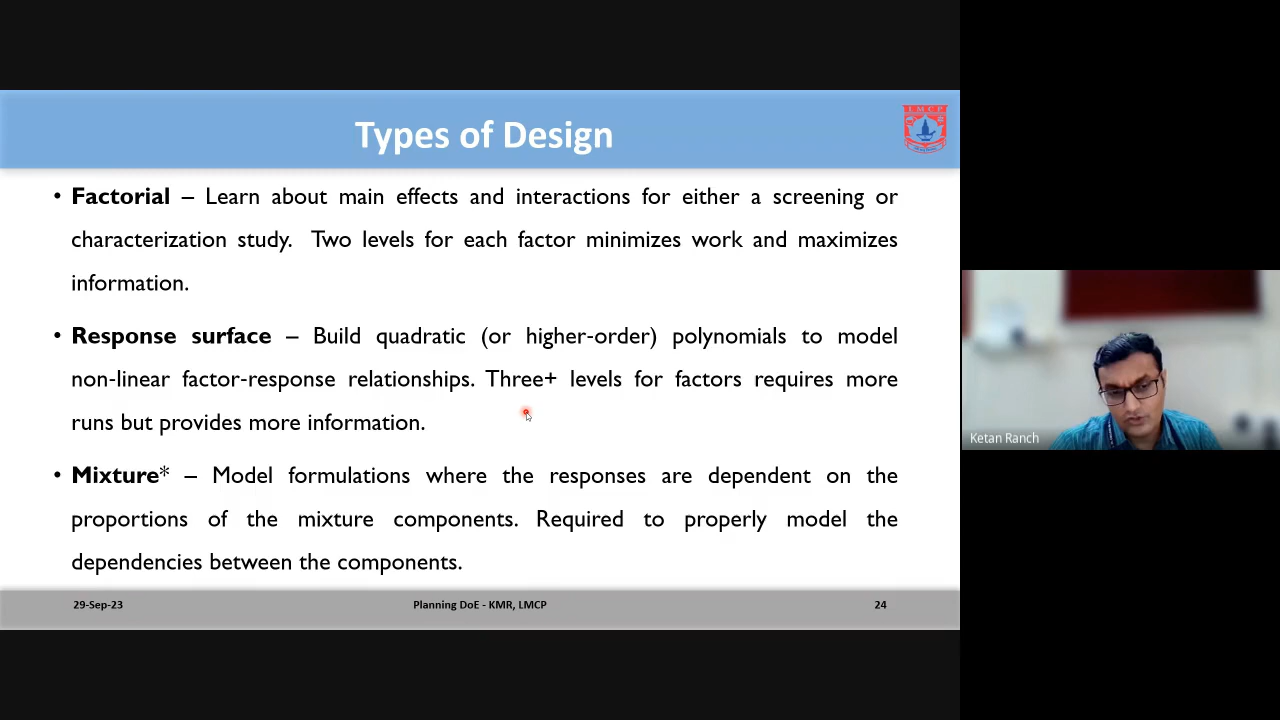 Types of Design
LMCP
• Factorial – Learn about main effects and interactions for either a screening or
characterization study. Two levels for each factor minimizes work and maximizes
information.
• Response surface – Build quadratic (or higher-order) polynomials to model
non-linear factor-response relationships. Three+ levels for factors requires more
runs but provides more information.
• Mixture* – Model formulations where the responses are dependent on the
proportions of the mixture components. Required to properly model the
dependencies between the components.
29-Sep-23
Planning DoE - KMR, LMCP
24
Ketan Ranch